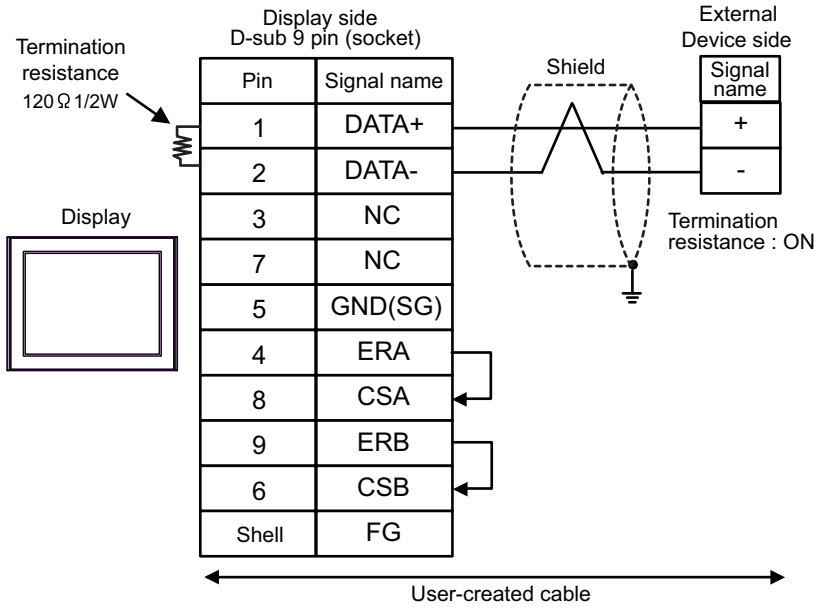 Display side
D-sub 9 pin (socket)
External
Device side
Termination
resistance
120Ω 1/2W
Shield
Pin
Signal name
Signal
name
1
DATA+
+
2
DATA-
-
Display
3
NC
Termination
resistance : ON
7
NC
5
GND(SG)
4
ERA
8
CSA
9
ERB
6
CSB
Shell
FG
User-created cable